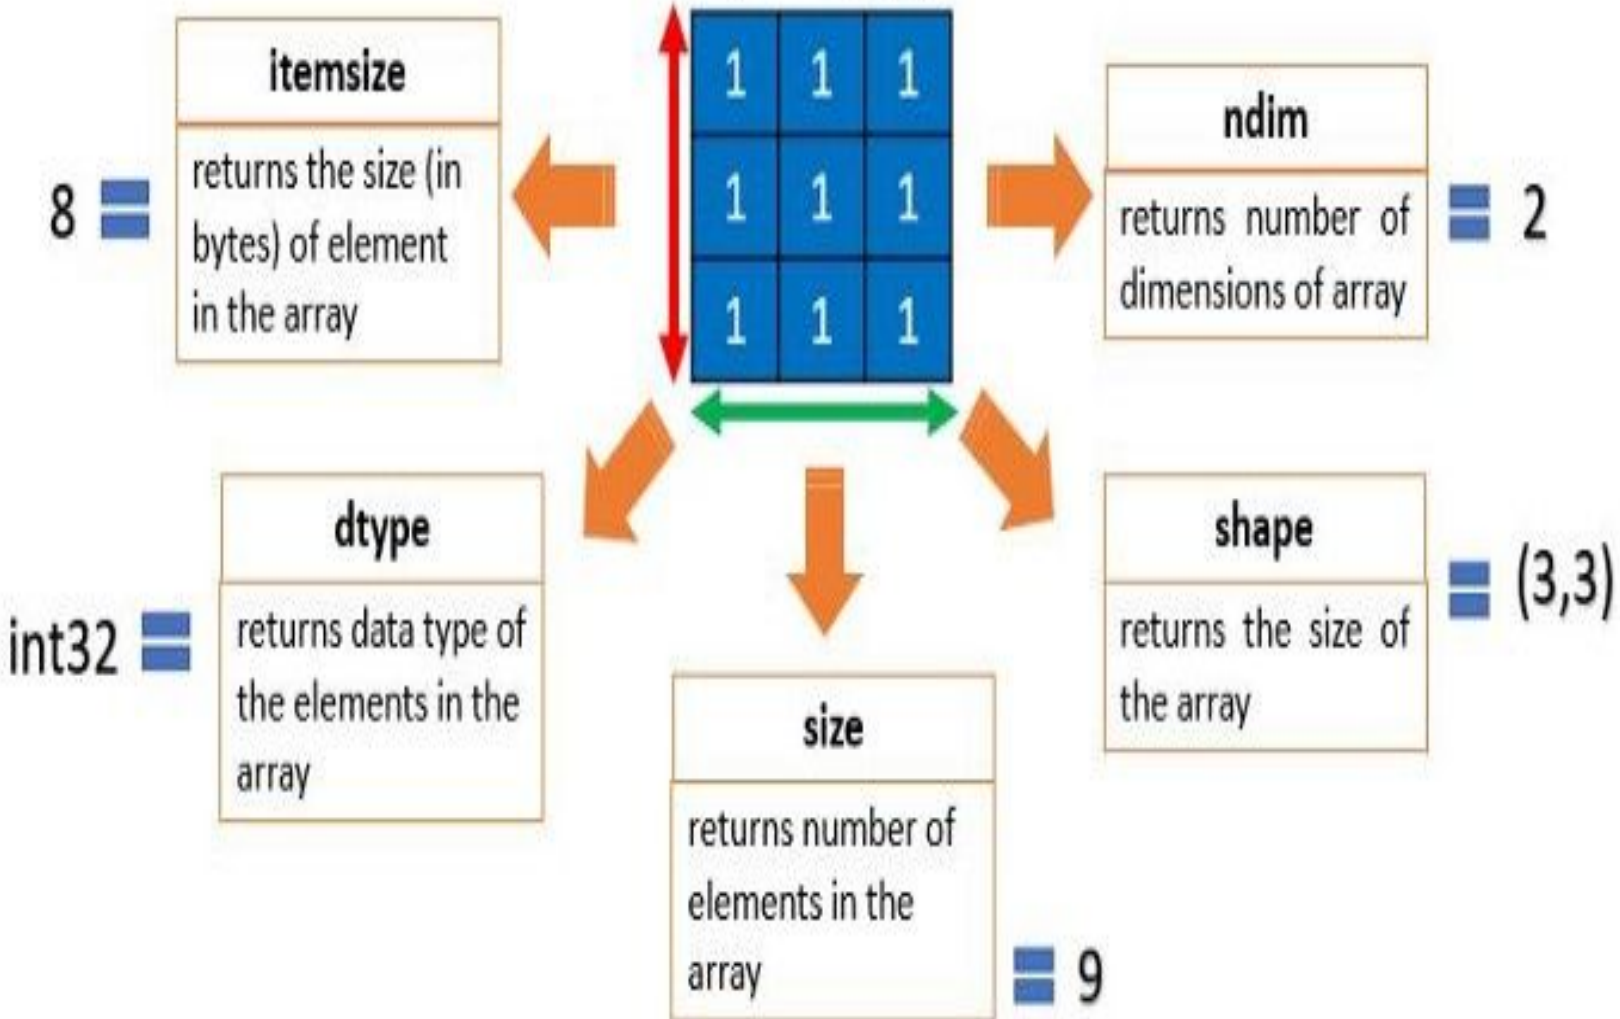 itemsize
returns the size (in
bytes) of element
in the array
8
1 1 1
1 1 1
1 1 1
ndim
returns number of
dimensions of array
2
dtype
returns data type of
the elements in the
array
int32
size
returns number of
elements in the
array
9
shape
returns the size of
the array
(3,3)